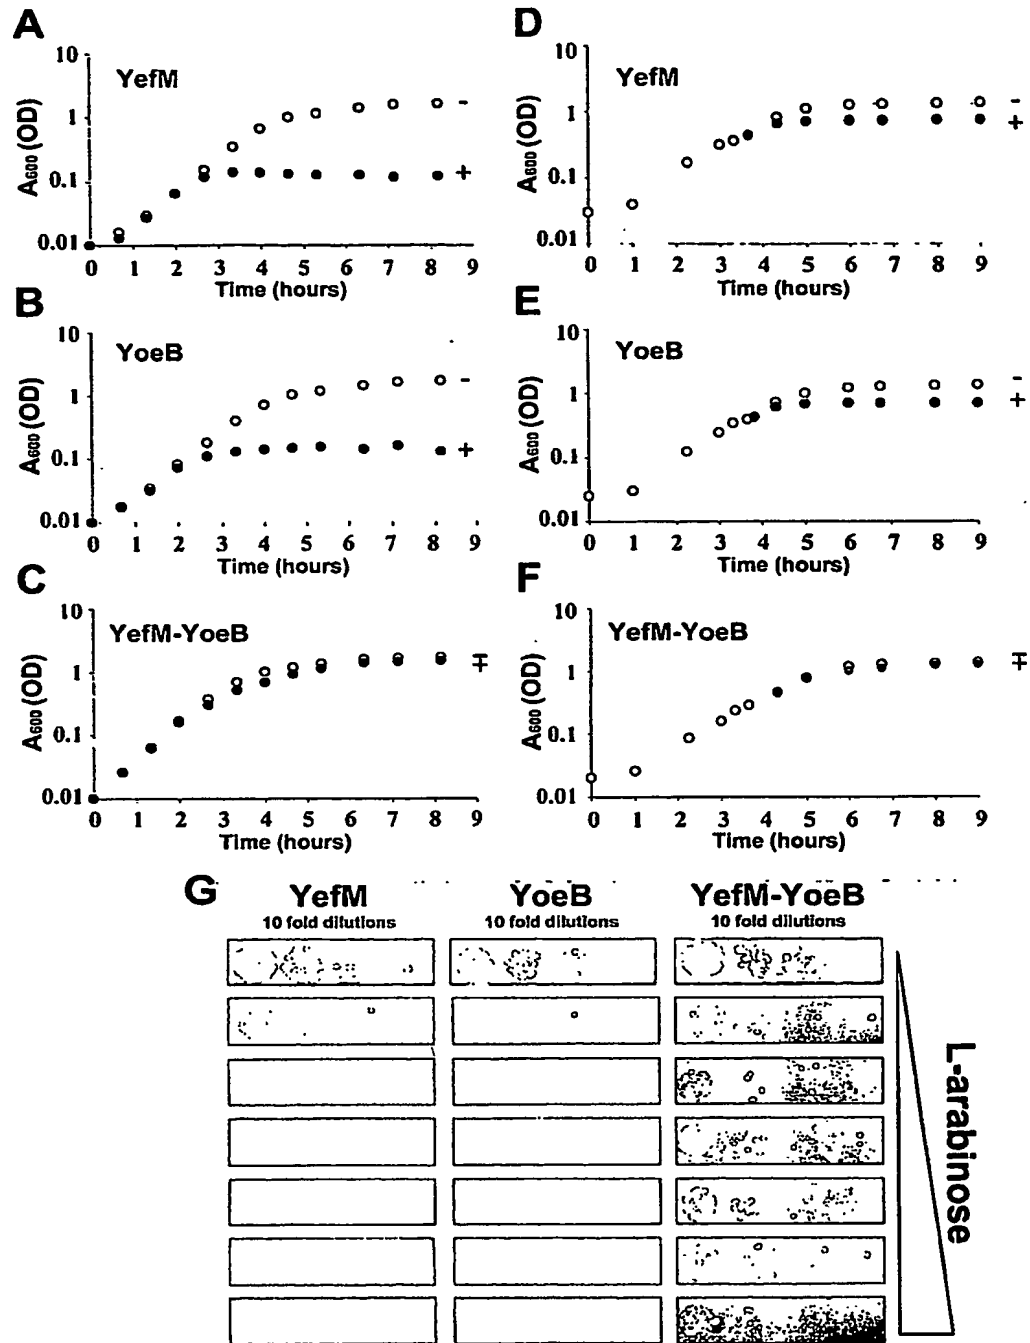 A
YefM
A600 (OD)
10
1
0.1
0.01
-
+
0 1 2 3 4 5 6 7 8 9
Time (hours)
D
YefM
A600 (OD)
10
1
0.1
0.01
-
+
0 1 2 3 4 5 6 7 8 9
Time (hours)
B
YoeB
A600 (OD)
10
1
0.1
0.01
-
+
0 1 2 3 4 5 6 7 8 9
Time (hours)
E
YoeB
A600 (OD)
10
1
0.1
0.01
-
+
0 1 2 3 4 5 6 7 8 9
Time (hours)
C
YefM-YoeB
A600 (OD)
10
1
0.1
0.01
-
+
0 1 2 3 4 5 6 7 8 9
Time (hours)
F
YefM-YoeB
A600 (OD)
10
1
0.1
0.01
-
+
0 1 2 3 4 5 6 7 8 9
Time (hours)
G
YefM YoeB YefM-YoeB
10 fold dilutions 10 fold dilutions 10 fold dilutions
L-arabinose